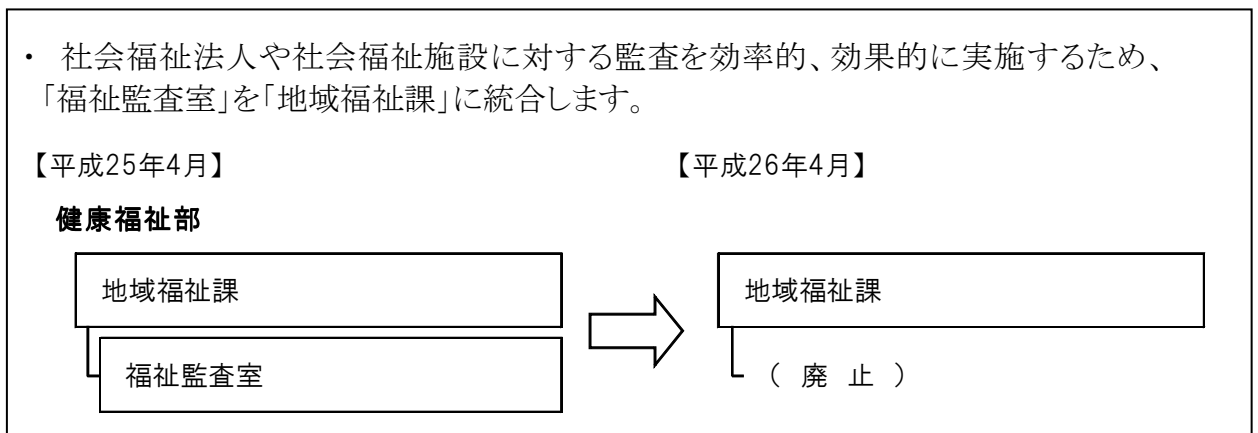 ・ 社会福祉法人や社会福祉施設に対する監査を効率的、効果的に実施するため、
「福祉監査室」を「地域福祉課」に統合します。
【平成25年4月】
【平成26年4月】
健康福祉部
地域福祉課
地域福祉課
福祉監査室
（ 廃 止 ）